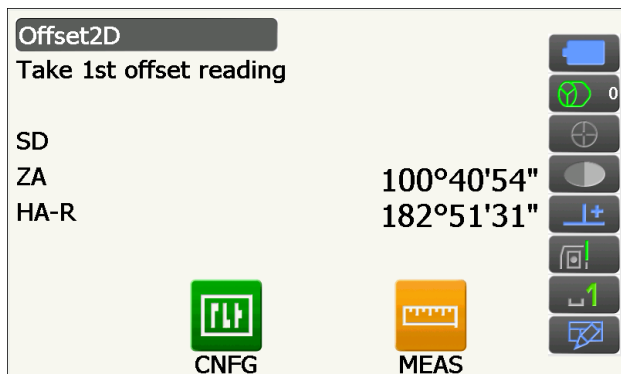 Offset2D
Take 1st offset reading
0
SD
ZA 100°40'54"
HA-R 182°51'31"
1
CNFG MEAS